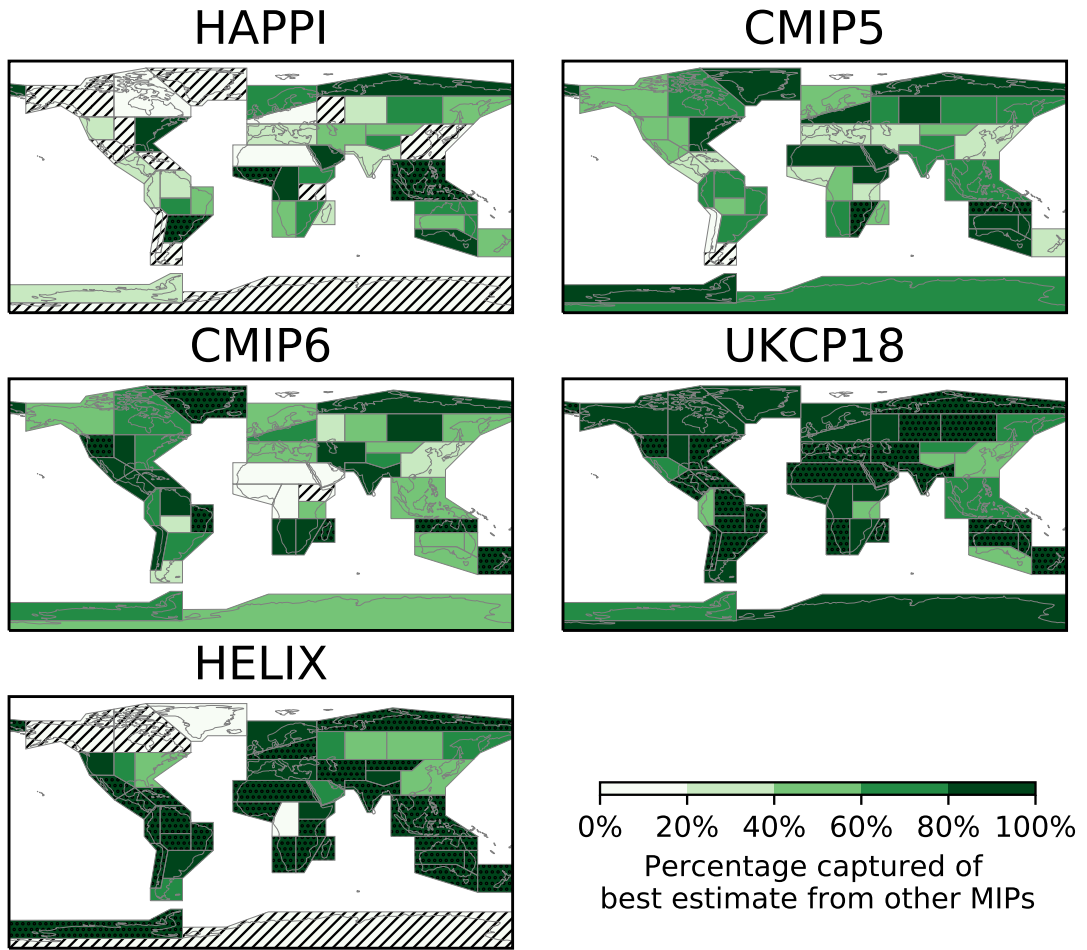 HAPPI
CMIP5
CMIP6
UKCP18
HELIX
0% 20% 40% 60% 80% 100%
Percentage captured of
best estimate from other MIPs